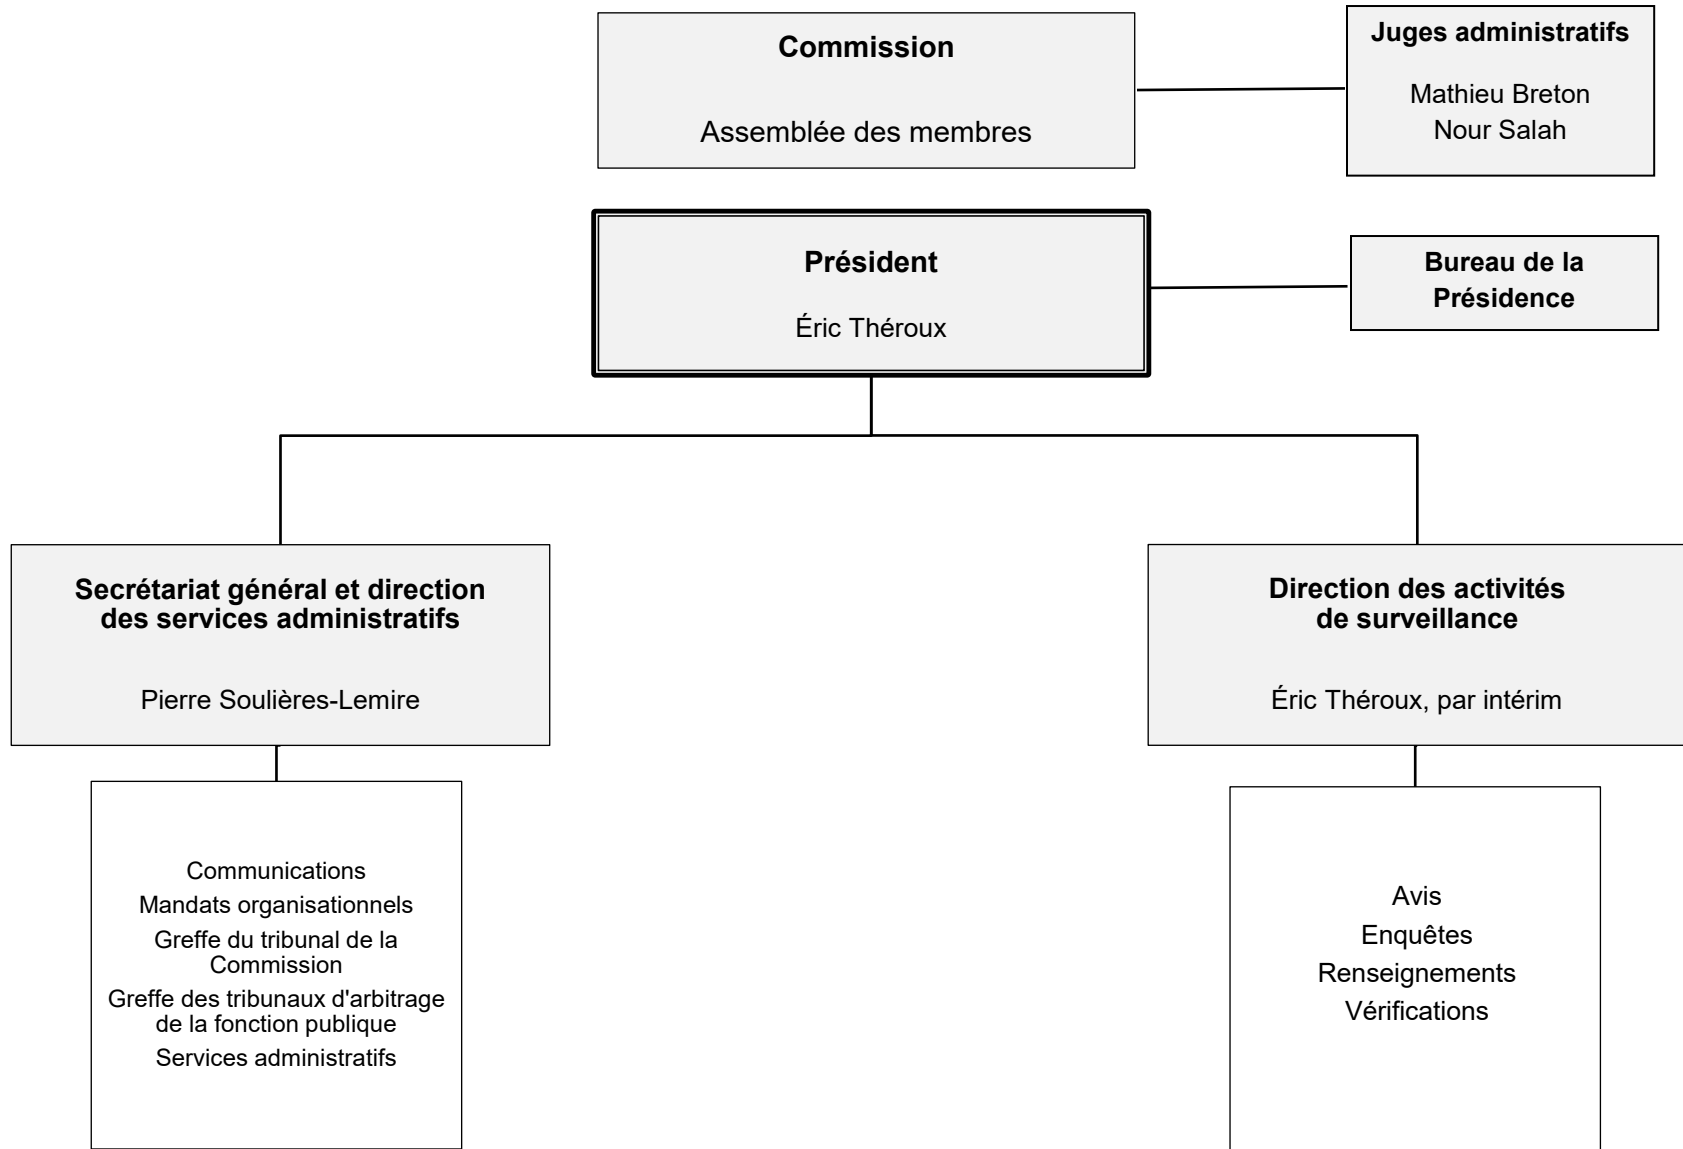 Commission
Assemblée des membres
Juges administratifs
Mathieu Breton
Nour Salah
Président
Éric Théroux
Bureau de la
Présidence
Secrétariat général et direction
des services administratifs
Pierre Soulières-Lemire
Direction des activités
de surveillance
Éric Théroux, par intérim
Communications
Mandats organisationnels
Greffe du tribunal de la
Commission
Greffe des tribunaux d'arbitrage
de la fonction publique
Services administratifs
Avis
Enquêtes
Renseignements
Vérifications